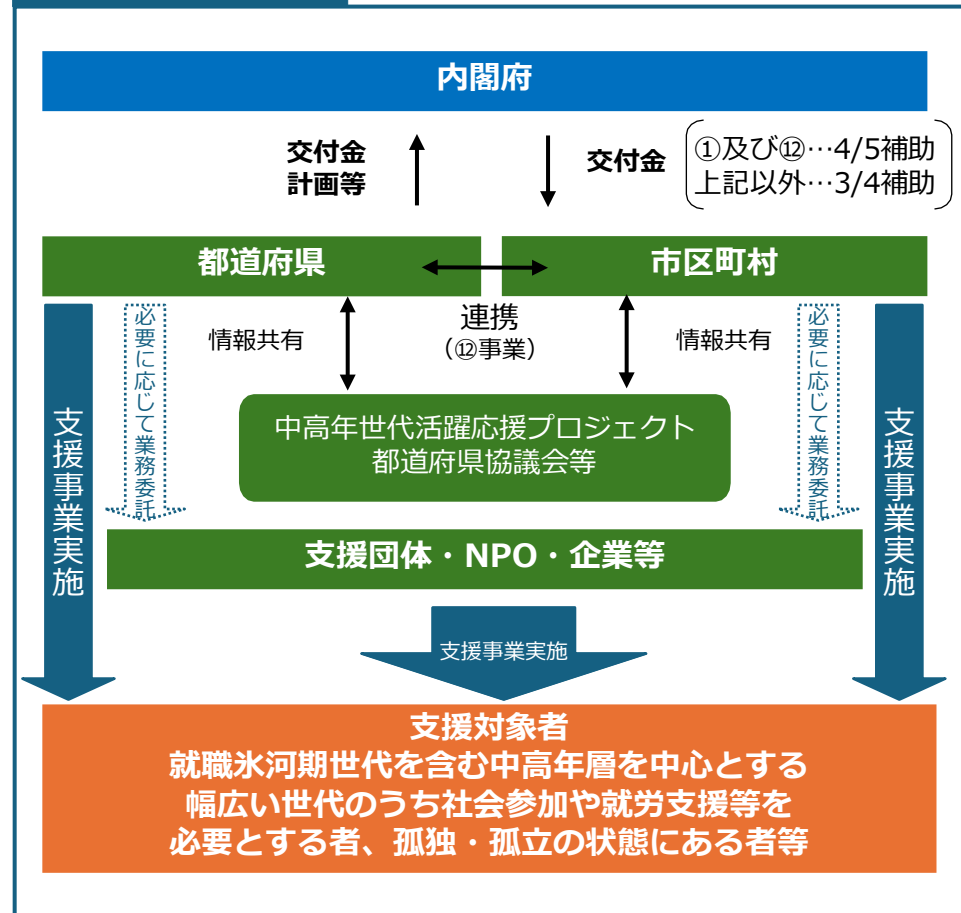 内閣府
交付金
計画等
交付金
①及び⑫…4/5補助
上記以外…3/4補助
都道府県
市区町村
必要に応じて業務委託
情報共有
連携
（⑫事業）
情報共有
必要に応じて業務委託
支援事業実施
中高年世代活躍応援プロジェクト
都道府県協議会等
支援事業実施
支援団体・NPO・企業等
支援事業実施
支援対象者
就職氷河期世代を含む中高年層を中心とする
幅広い世代のうち社会参加や就労支援等を
必要とする者、孤独・孤立の状態にある者等